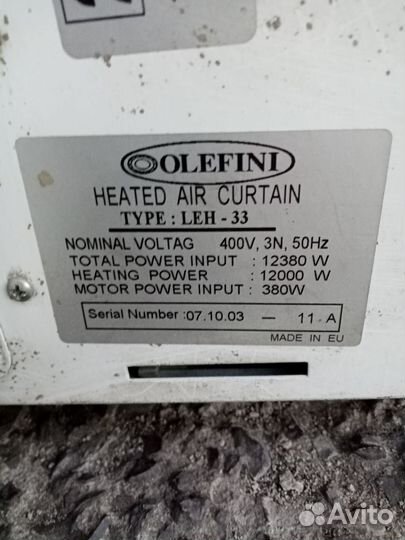 OLEFINI
HEATED AIR CURTAIN
TYPE : LEH - 33
NOMINAL VOLTAG 400V, 3N, 50Hz
TOTAL POWER INPUT : 12380 W
HEATING POWER : 12000 W
MOTOR POWER INPUT : 380W
Serial Number :07.10.03 — 11 - A
MADE IN EU
Avito